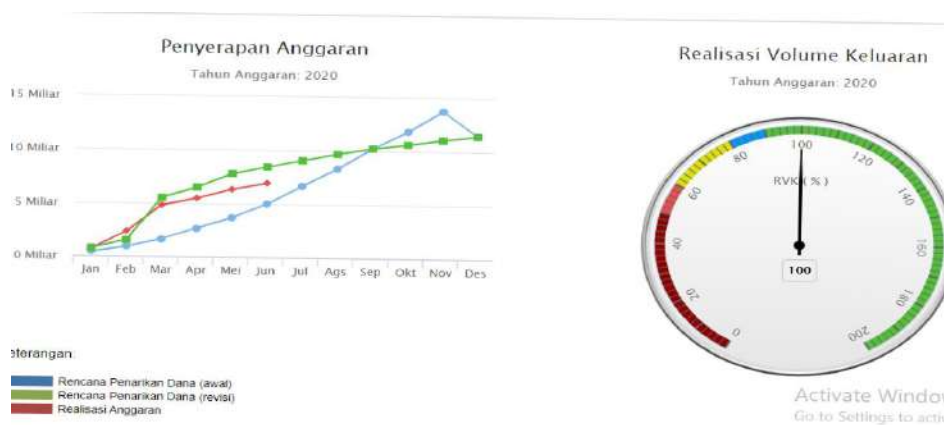 Penyerapan Anggaran
Tahun Anggaran: 2020
15 Miliar
10 Miliar
5 Miliar
0 Miliar
Jan Feb Mar Apr Mei Jun Jul Ags Sep Okt Nov Des
eterangan
Rencana Penarikan Dana (awal)
Rencana Penarikan Dana (revisi)
Realisasi Anggaran
Realisasi Volume Keluaran
Tahun Anggaran: 2020
0 20 40 60 80 100 120 140 160 180 200
RVK ( % )
100
Activate Window
Go to Settings to activ